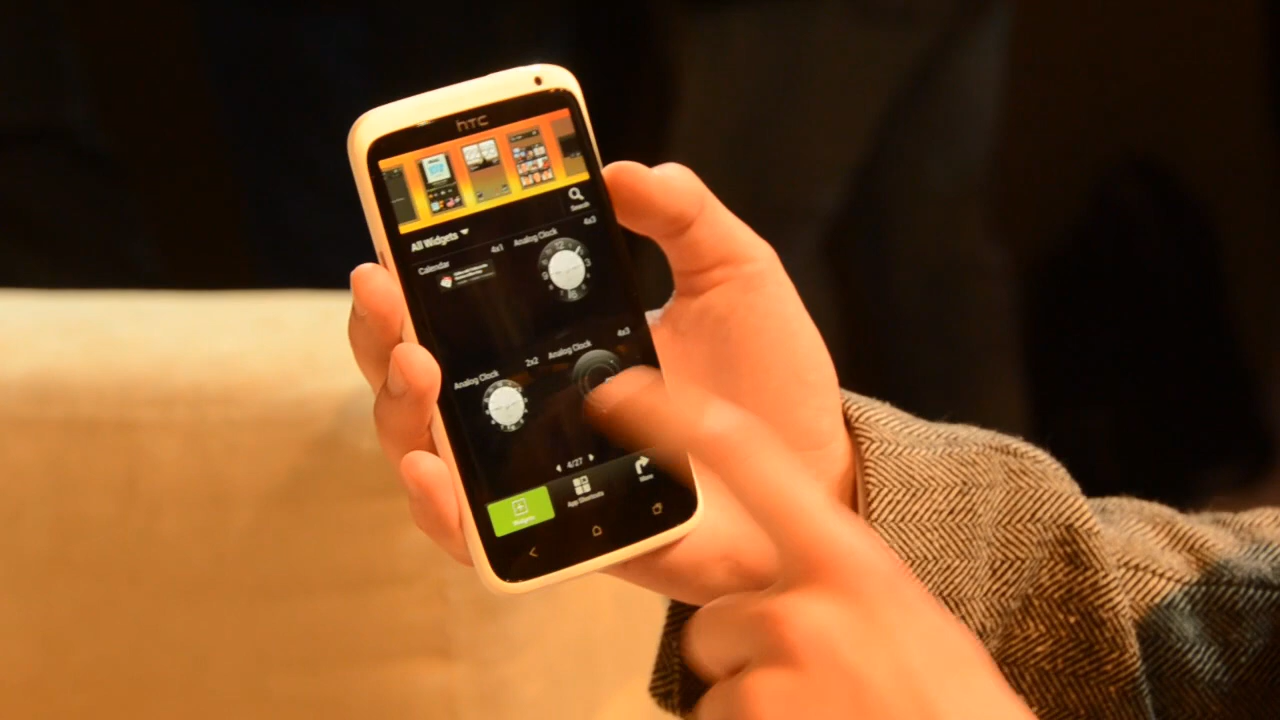 hTC
Search
All Widgets
Calendar 4x1
Analog Clock 4x3
Analog Clock 2x2
Analog Clock 4x3
4/27
Widgets
App Shortcuts
More